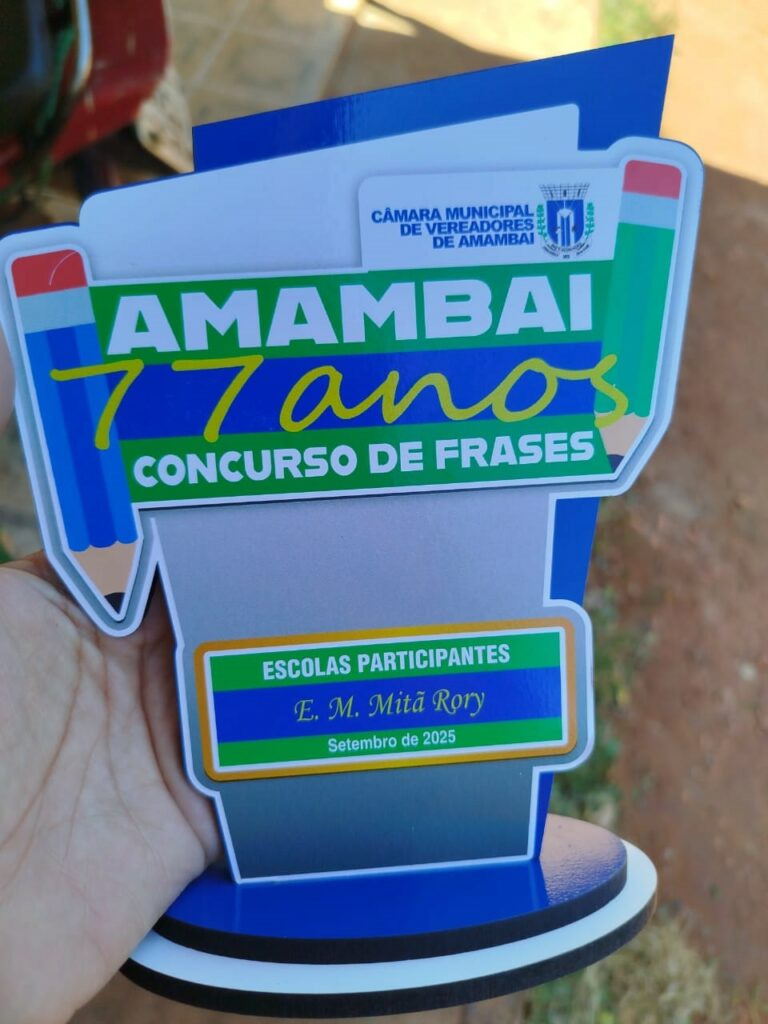 CÂMARA MUNICIPAL
DE VEREADORES
DE AMAMBAI
AMAMBAI
77 anos
CONCURSO DE FRASES
ESCOLAS PARTICIPANTES
E. M. Mitã Rory
Setembro de 2025